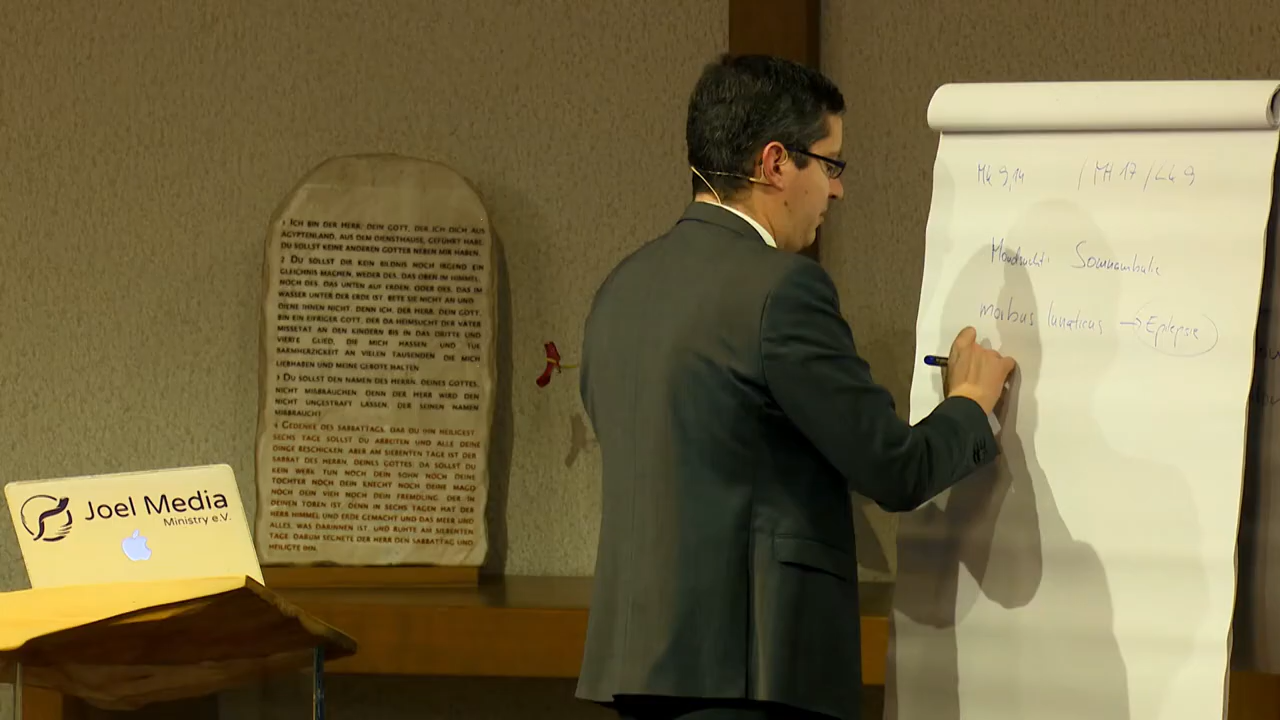 1 ICH BIN DER HERR, DEIN GOTT, DER ICH DICH AUS
ÄGYPTENLAND, AUS DEM DIENSTHAUSE, GEFÜHRT HABE.
DU SOLLST KEINE ANDEREN GÖTTER NEBEN MIR HABEN.
2 DU SOLLST DIR KEIN BILDNIS NOCH IRGEND EIN
GLEICHNIS MACHEN, WEDER DES, DAS OBEN IM HIMMEL,
NOCH DES, DAS UNTEN AUF ERDEN, ODER DES, DAS IM
WASSER UNTER DER ERDE IST. BETE SIE NICHT AN UND
DIENE IHNEN NICHT. DENN ICH, DER HERR, DEIN GOTT,
BIN EIN EIFRIGER GOTT, DER DA HEIMSUCHT DER VÄTER
MISSETAT AN DEN KINDERN BIS IN DAS DRITTE UND
VIERTE GLIED, DIE MICH HASSEN UND TUE
BARMHERZIGKEIT AN VIELEN TAUSENDEN DIE MICH
LIEBHABEN UND MEINE GEBOTE HALTEN
3 DU SOLLST DEN NAMEN DES HERRN, DEINES GOTTES,
NICHT MISBRAUCHEN DENN DER HERR WIRD DEN
NICHT UNGESTRAFT LASSEN, DER SEINEN NAMEN
MISBRAUCHT
4 GEDENKE DES SABBATTAGS, DAS DU IHN HEILIGEST.
SECHS TAGE SOLLST DU ARBEITEN UND ALLE DEINE
DINGE BESCHICKEN. ABER AM SIEBENTEN TAGE IST DER
SABBAT DES HERRN, DEINES GOTTES. DA SOLLST DU
KEIN WERK TUN NOCH DEIN SOHN NOCH DEINE
TOCHTER NOCH DEIN KNECHT NOCH DEINE MAGD
NOCH DEIN VIEH NOCH DEIN FREMDLING, DER IN
DEINEN TOREN IST. DENN IN SECHS TAGEN HAT DER
HERR HIMMEL UND ERDE GEMACHT UND DAS MEER UND
ALLES, WAS DARINNEN IST, UND RUHTE AM SIEBENTEN
TAGE. DARUM SEGNETE DER HERR DEN SABBATTAG UND
HEILIGTE IHN.
Joel Media
Ministry e.V.
Mk 9,14 / Mt 17 / Lk 9
Mondsucht: Somnambulie
morbus lunaticus → Epilepsie